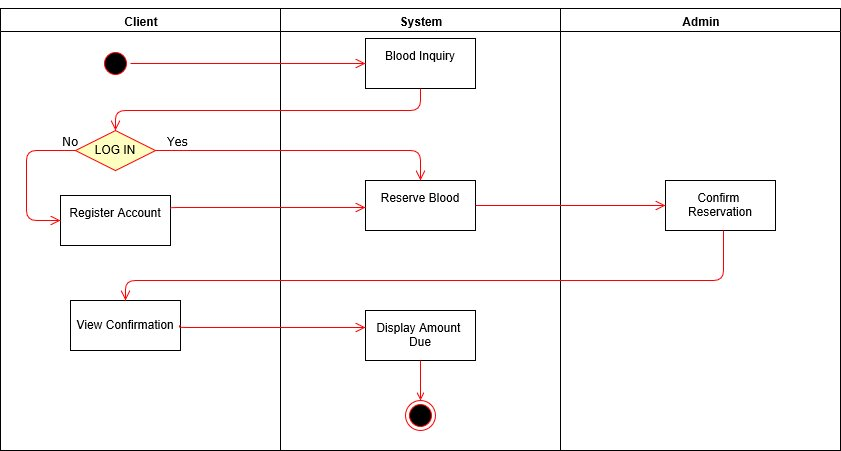 Client
System
Admin
Blood Inquiry
No
LOG IN
Yes
Register Account
Reserve Blood
Confirm
Reservation
View Confirmation
Display Amount
Due